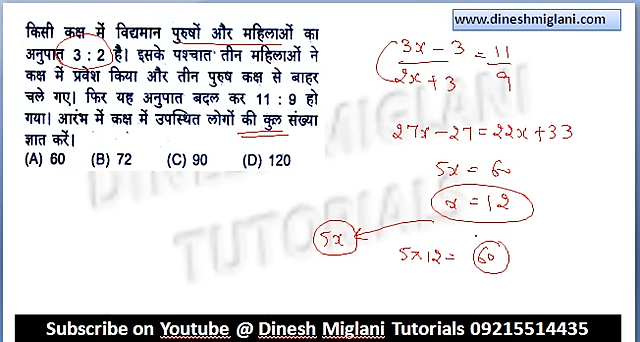 www.dineshmiglani.com
किसी कक्ष में विद्यमान पुरुषों और महिलाओं का
अनुपात 3 : 2 है। इसके पश्चात तीन महिलाओं ने
कक्ष में प्रवेश किया और तीन पुरुष कक्ष से बाहर
चले गए। फिर यह अनुपात बदल कर 11 : 9 हो
गया। आरंभ में कक्ष में उपस्थित लोगों की कुल संख्या
ज्ञात करें।
(A) 60 (B) 72 (C) 90 (D) 120
3x - 3 = 11
2x + 3 9
27x - 27 = 22x + 33
5x = 60
x = 12
5x
5x12 = 60
DINESH MIGLANI
TUTORIALS
Subscribe on Youtube @ Dinesh Miglani Tutorials 09215514435